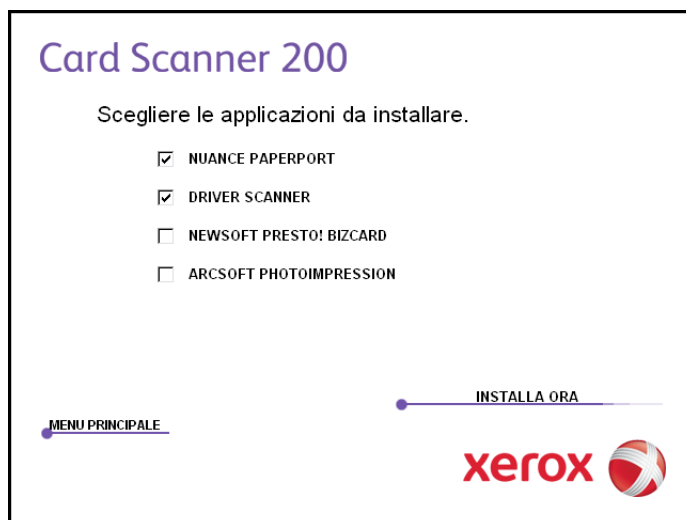 Card Scanner 200
Scegliere le applicazioni da installare.
NUANCE PAPERPORT
DRIVER SCANNER
NEWSOFT PRESTO! BIZCARD
ARCSOFT PHOTOIMPRESSION
INSTALLA ORA
MENU PRINCIPALE
xerox